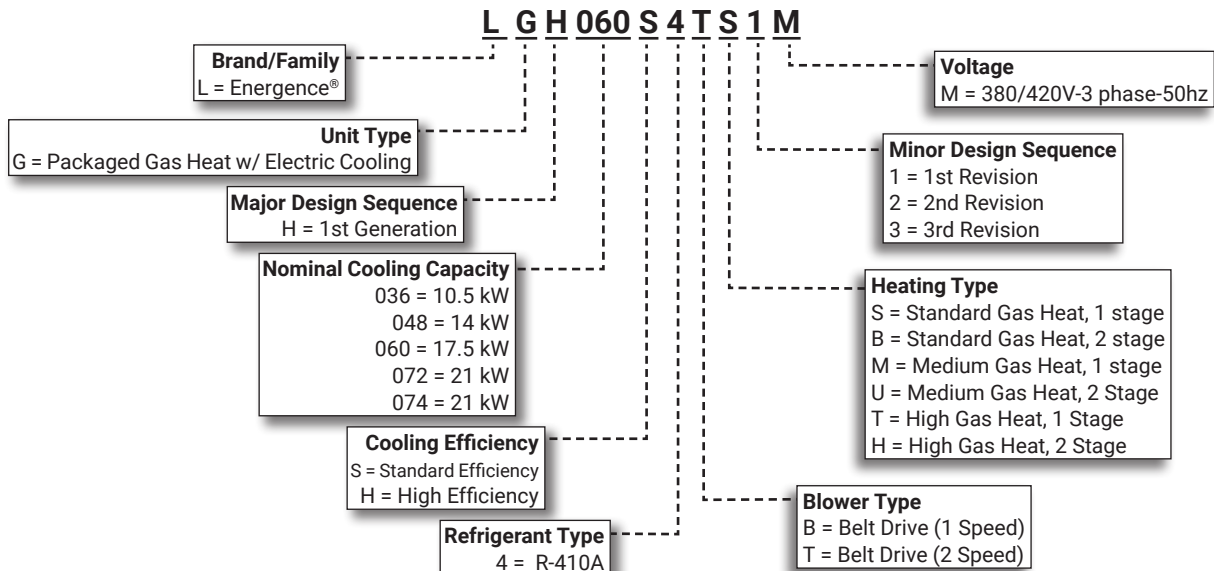 L G H 060 S 4 T S 1 M
Brand/Family
L = Energence®
Unit Type
G = Packaged Gas Heat w/ Electric Cooling
Major Design Sequence
H = 1st Generation
Nominal Cooling Capacity
036 = 10.5 kW
048 = 14 kW
060 = 17.5 kW
072 = 21 kW
074 = 21 kW
Cooling Efficiency
S = Standard Efficiency
H = High Efficiency
Refrigerant Type
4 = R-410A
Voltage
M = 380/420V-3 phase-50hz
Minor Design Sequence
1 = 1st Revision
2 = 2nd Revision
3 = 3rd Revision
Heating Type
S = Standard Gas Heat, 1 stage
B = Standard Gas Heat, 2 stage
M = Medium Gas Heat, 1 stage
U = Medium Gas Heat, 2 Stage
T = High Gas Heat, 1 Stage
H = High Gas Heat, 2 Stage
Blower Type
B = Belt Drive (1 Speed)
T = Belt Drive (2 Speed)